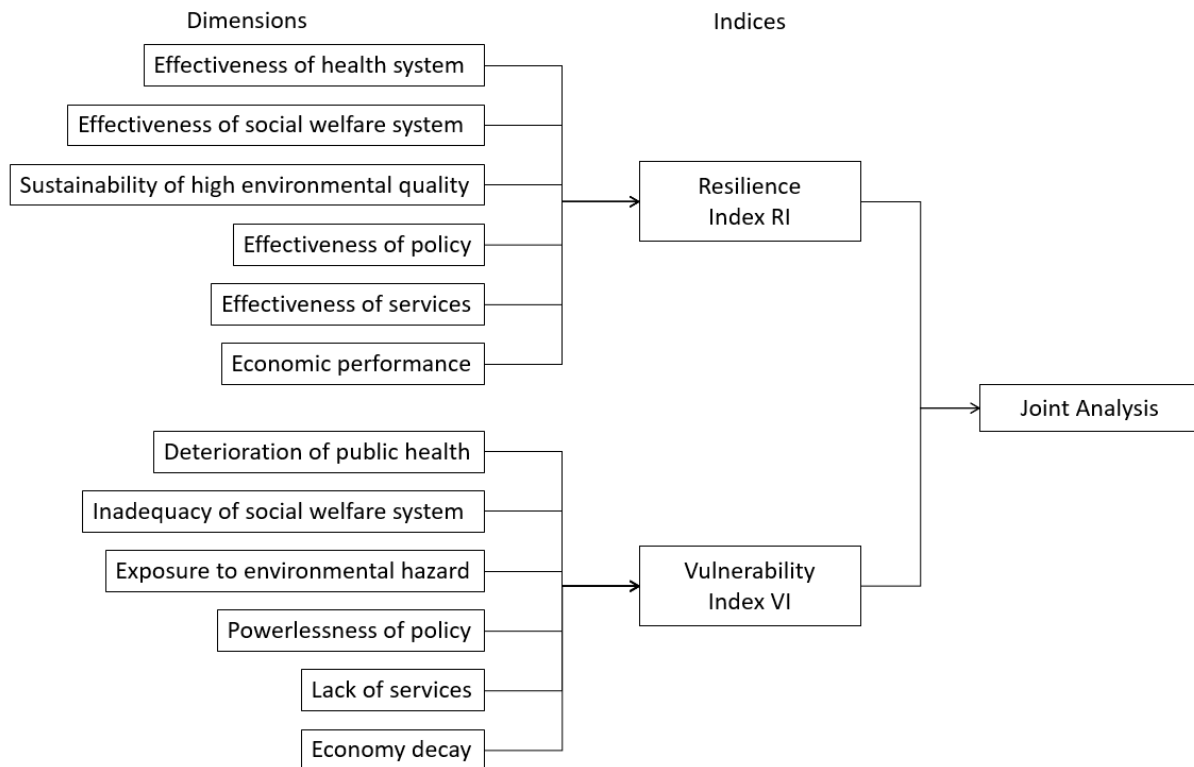 Dimensions
Indices
Effectiveness of health system
Effectiveness of social welfare system
Sustainability of high environmental quality
Effectiveness of policy
Effectiveness of services
Economic performance
Resilience
Index RI
Joint Analysis
Deterioration of public health
Inadequacy of social welfare system
Exposure to environmental hazard
Powerlessness of policy
Lack of services
Economy decay
Vulnerability
Index VI